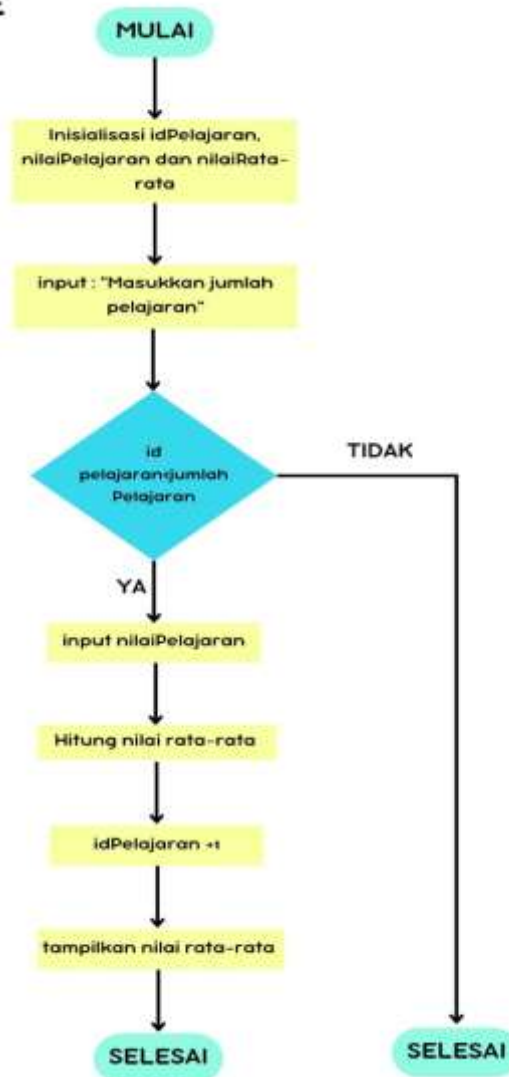 MULAI
Inisialisasi idPelajaran,
nilaiPelajaran dan nilaiRata-
rata
input : "Masukkan jumlah
pelajaran"
id
pelajaran<jumlah
Pelajaran
TIDAK
YA
input nilaiPelajaran
Hitung nilai rata-rata
idPelajaran +1
tampilkan nilai rata-rata
SELESAI
SELESAI